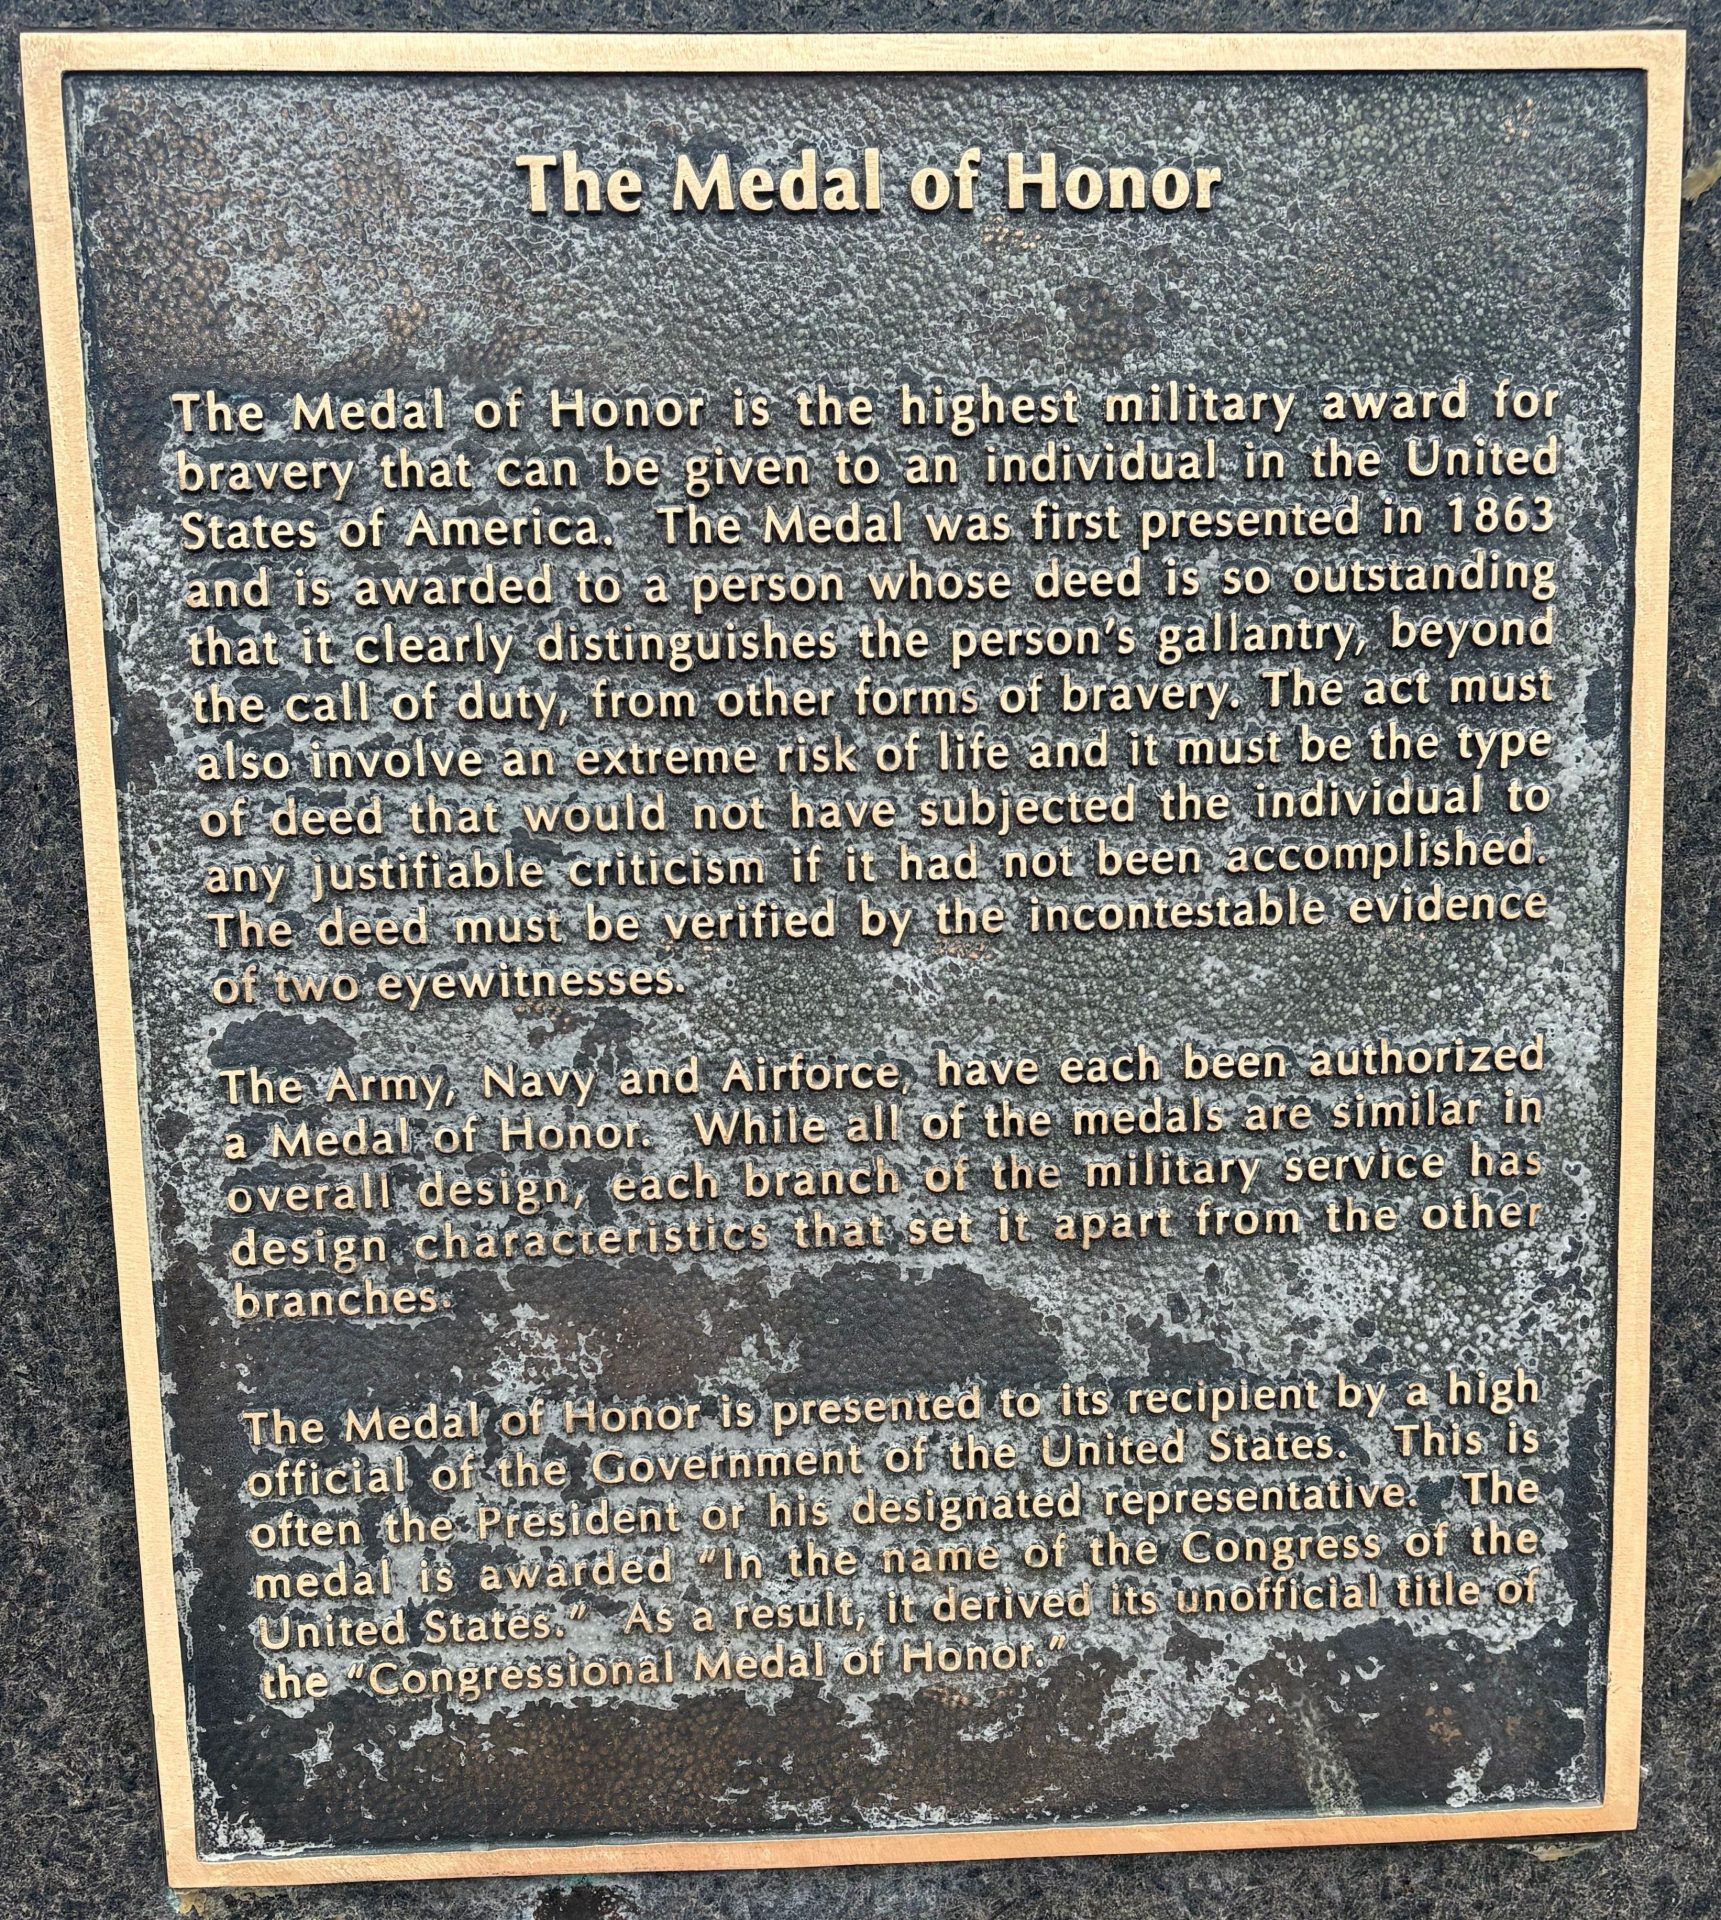 The Medal of Honor
The Medal of Honor is the highest military award for
bravery that can be given to an individual in the United
States of America. The Medal was first presented in 1863
and is awarded to a person whose deed is so outstanding
that it clearly distinguishes the person's gallantry, beyond
the call of duty, from other forms of bravery. The act must
also involve an extreme risk of life and it must be the type
of deed that would not have subjected the individual to
any justifiable criticism if it had not been accomplished.
The deed must be verified by the incontestable evidence
of two eyewitnesses.
The Army, Navy and Airforce, have each been authorized
a Medal of Honor. While all of the medals are similar in
overall design, each branch of the military service has
design characteristics that set it apart from the other
branches.
The Medal of Honor is presented to its recipient by a high
official of the Government of the United States. This is
often the President or his designated representative. The
medal is awarded "In the name of the Congress of the
United States." As a result, it derived its unofficial title of
the "Congressional Medal of Honor."